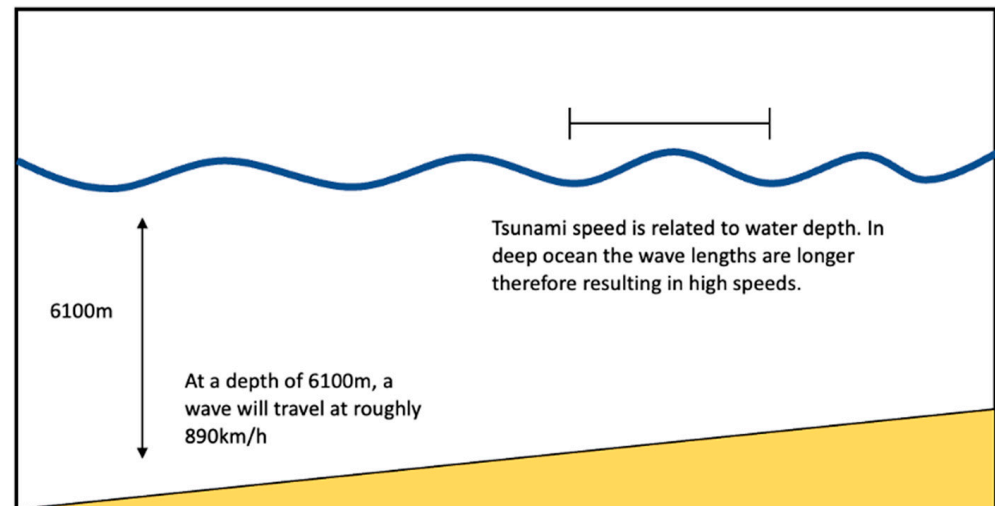 Tsunami speed is related to water depth. In
deep ocean the wave lengths are longer
therefore resulting in high speeds.
6100m
At a depth of 6100m, a
wave will travel at roughly
890km/h